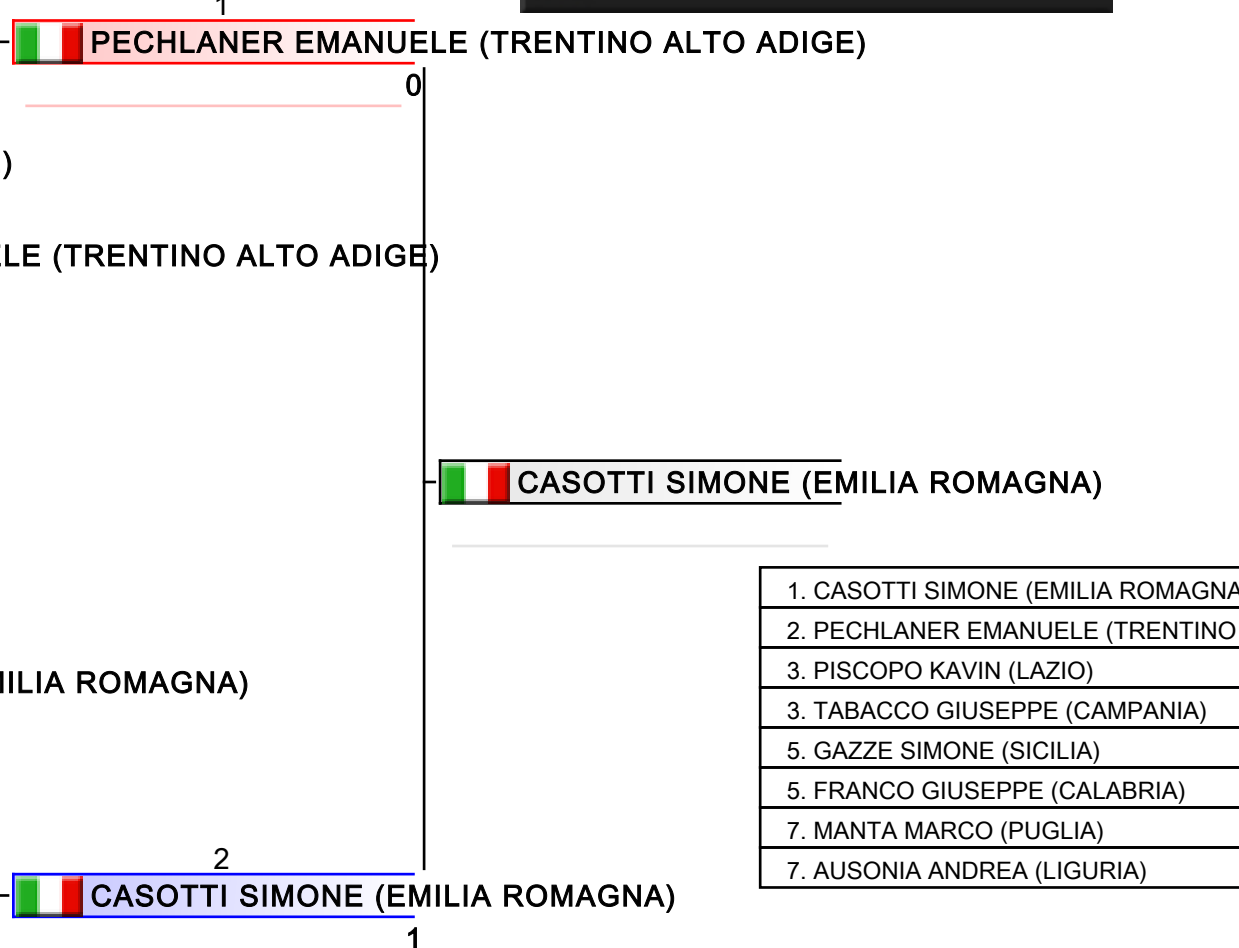 1
PECHLANER EMANUELE (TRENTINO ALTO ADIGE)
0
)
LE (TRENTINO ALTO ADIGE)
CASOTTI SIMONE (EMILIA ROMAGNA)
1. CASOTTI SIMONE (EMILIA ROMAGNA
2. PECHLANER EMANUELE (TRENTINO
3. PISCOPO KAVIN (LAZIO)
3. TABACCO GIUSEPPE (CAMPANIA)
5. GAZZE SIMONE (SICILIA)
5. FRANCO GIUSEPPE (CALABRIA)
7. MANTA MARCO (PUGLIA)
7. AUSONIA ANDREA (LIGURIA)
ILIA ROMAGNA)
2
CASOTTI SIMONE (EMILIA ROMAGNA)
1